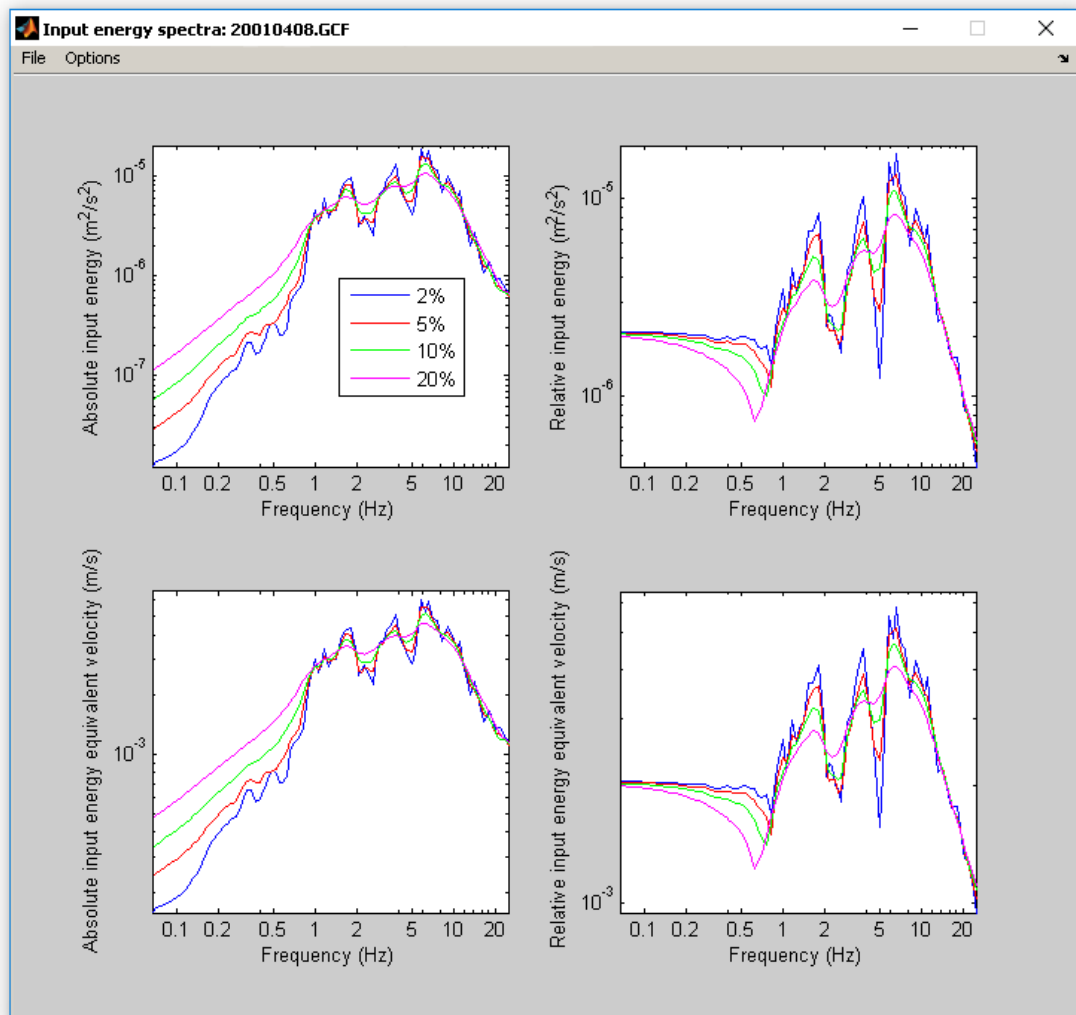 Input energy spectra: 20010408.GCF
File Options
Absolute input energy (m²/s²)
10⁻⁵
10⁻⁶
10⁻⁷
2%
5%
10%
20%
0.1 0.2 0.5 1 2 5 10 20
Frequency (Hz)
Relative input energy (m²/s²)
10⁻⁵
10⁻⁶
0.1 0.2 0.5 1 2 5 10 20
Frequency (Hz)
Absolute input energy equivalent velocity (m/s)
10⁻³
0.1 0.2 0.5 1 2 5 10 20
Frequency (Hz)
Relative input energy equivalent velocity (m/s)
10⁻³
0.1 0.2 0.5 1 2 5 10 20
Frequency (Hz)